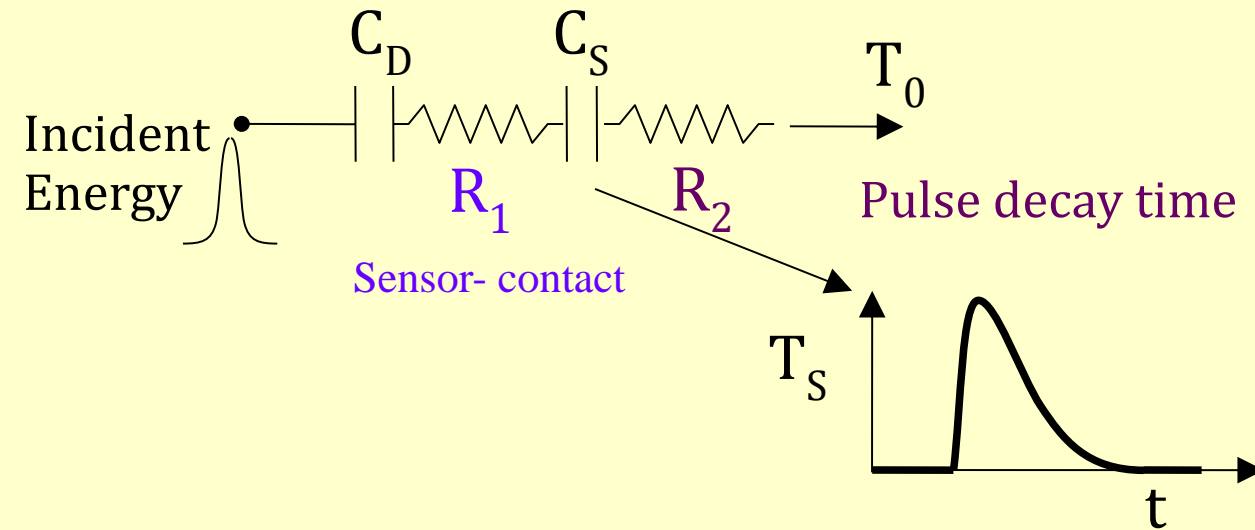 C_D
C_S
T_0
Incident
Energy
R_1
R_2
Pulse decay time
Sensor- contact
T_S
t